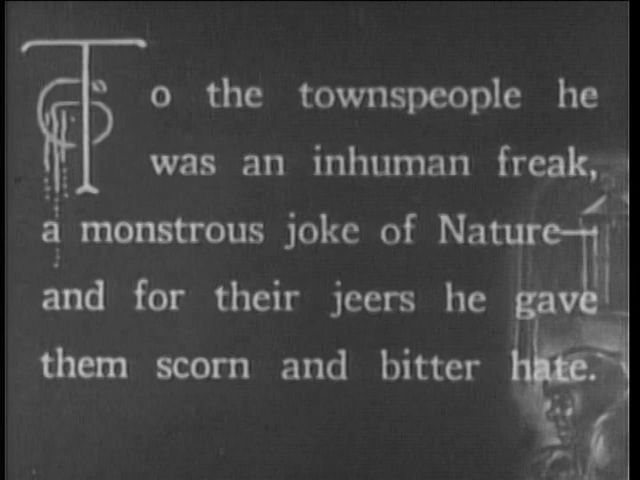 To the townspeople he
was an inhuman freak,
a monstrous joke of Nature—
and for their jeers he gave
them scorn and bitter hate.